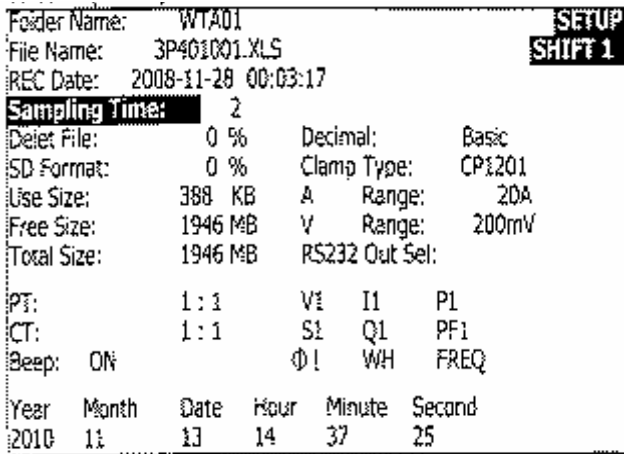 Folder Name: WTA01 SETUP
File Name: 3P401001.XLS SHIFT 1
REC Date: 2008-11-28 00:03:17
Sampling Time: 2
Delet File: 0 % Decimal: Basic
SD Format: 0 % Clamp Type: CP1201
Use Size: 388 KB A Range: 20A
Free Size: 1946 MB V Range: 200mV
Total Size: 1946 MB RS232 Out Sel:
PT: 1 : 1 V1 I1 P1
CT: 1 : 1 S1 Q1 PF1
Beep: ON Φ1 WH FREQ
Year Month Date Hour Minute Second
2010 11 13 14 37 25